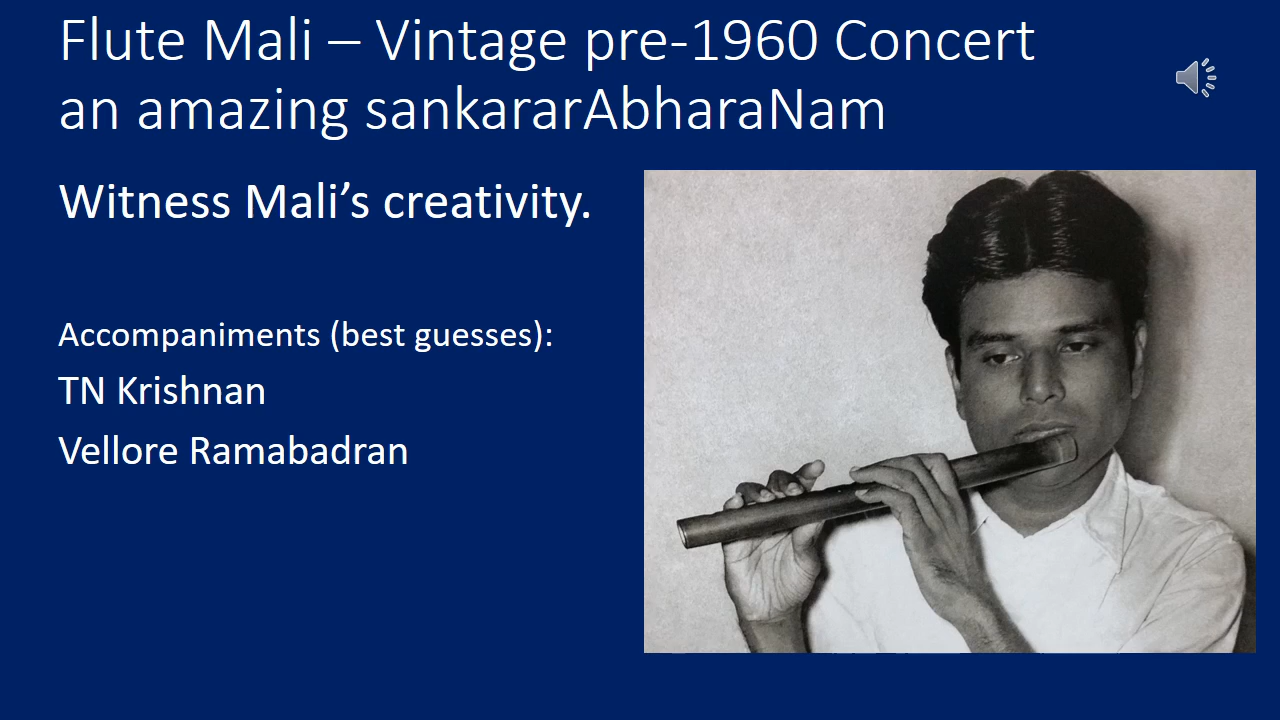 Flute Mali – Vintage pre-1960 Concert
an amazing sankararAbharaNam
Witness Mali’s creativity.
Accompaniments (best guesses):
TN Krishnan
Vellore Ramabadran